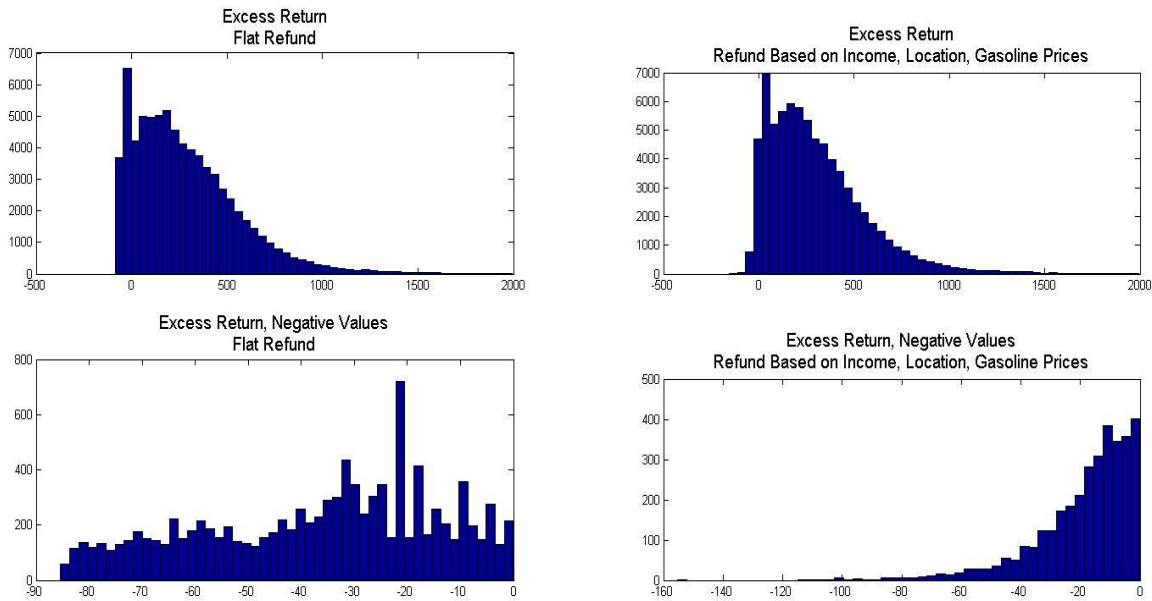 Excess Return
Flat Refund
7000
6000
5000
4000
3000
2000
1000
0
-500 0 500 1000 1500 2000
Excess Return
Refund Based on Income, Location, Gasoline Prices
7000
6000
5000
4000
3000
2000
1000
0
-500 0 500 1000 1500 2000
Excess Return, Negative Values
Flat Refund
800
600
400
200
0
-90 -80 -70 -60 -50 -40 -30 -20 -10 0
Excess Return, Negative Values
Refund Based on Income, Location, Gasoline Prices
500
400
300
200
100
0
-160 -140 -120 -100 -80 -60 -40 -20 0